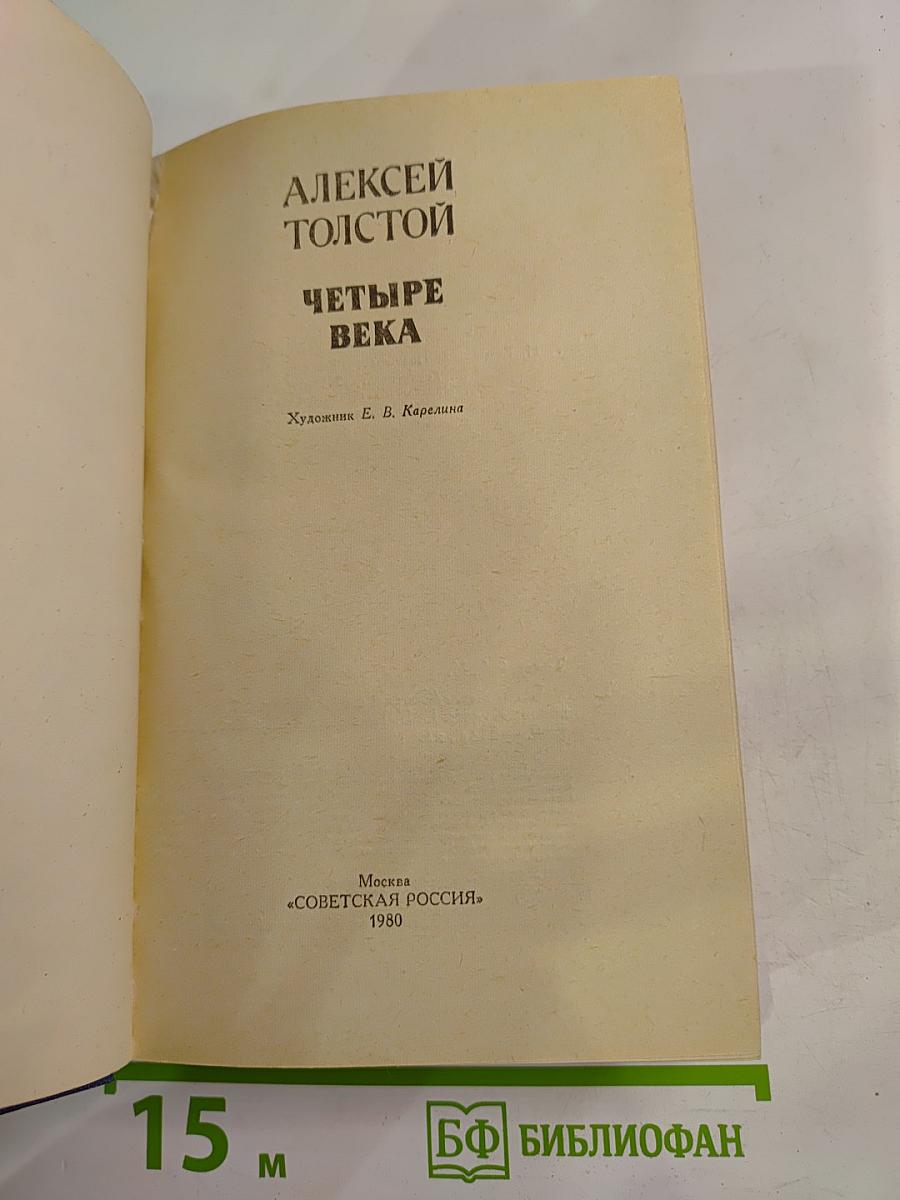 АЛЕКСЕЙ
ТОЛСТОЙ
ЧЕТЫРЕ
ВЕКА
Художник Е. В. Карелина
Москва
«СОВЕТСКАЯ РОССИЯ»
1980
15 м
БФ БИБЛИОФАН